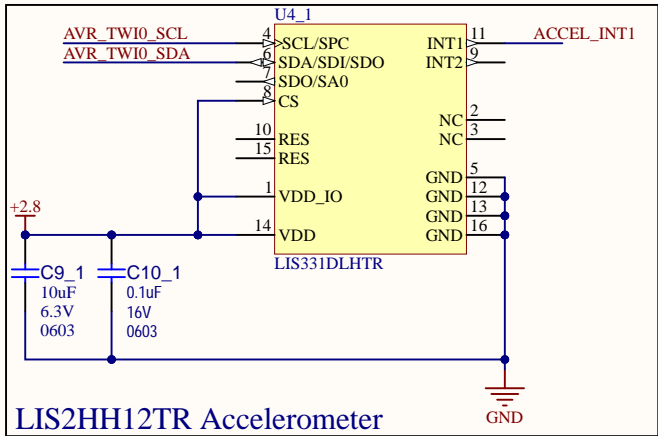 U4_1
AVR_TWI0_SCL 4 SCL/SPC INT1 11 ACCEL_INT1
AVR_TWI0_SDA 6 SDA/SDI/SDO INT2 9
7 SDO/SA0
8 CS
NC 2
10 RES NC 3
15 RES
GND 5
1 VDD_IO GND 12
GND 13
+2.8 14 VDD GND 16
LIS331DLHTR
C9_1 C10_1
10uF 0.1uF
6.3V 16V
0603 0603
GND
LIS2HH12TR Accelerometer